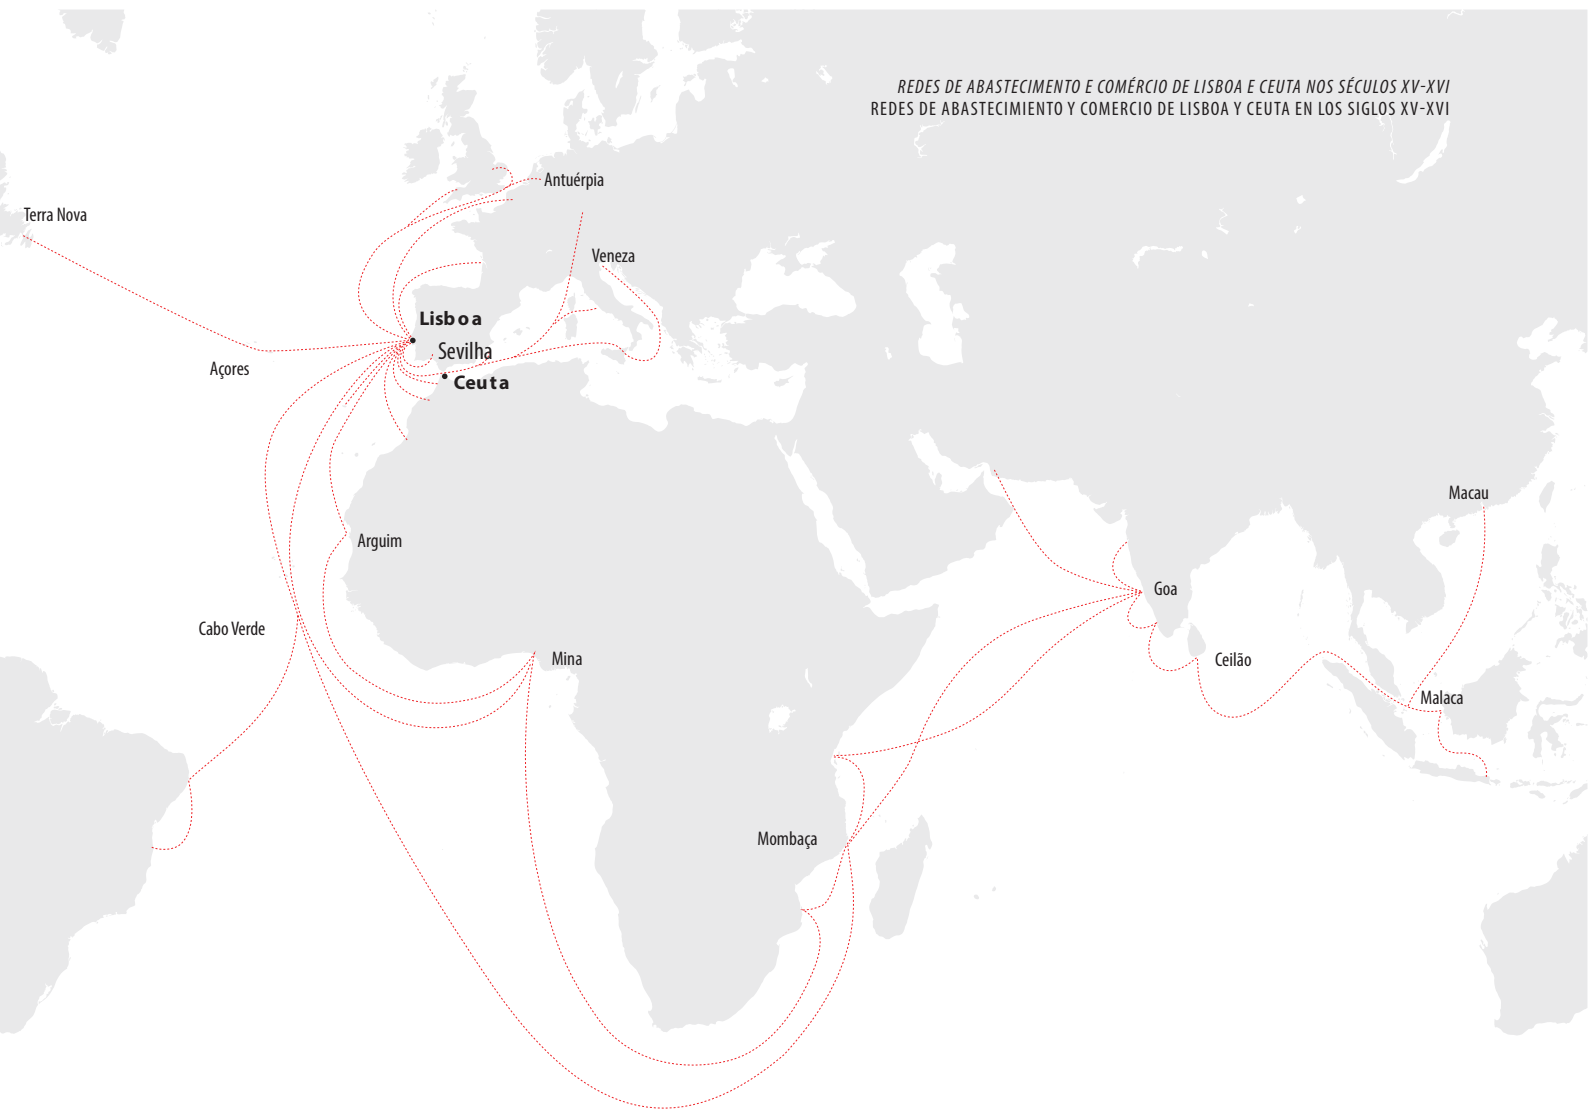 REDES DE ABASTECIMENTO E COMÉRCIO DE LISBOA E CEUTA NOS SÉCULOS XV-XVI
REDES DE ABASTECIMIENTO Y COMERCIO DE LISBOA Y CEUTA EN LOS SIGLOS XV-XVI
Antuérpia
Terra Nova
Veneza
Lisboa
Sevilha
Açores
Ceuta
Macau
Arguim
Goa
Cabo Verde
Mina
Ceilão
Malaca
Mombaça